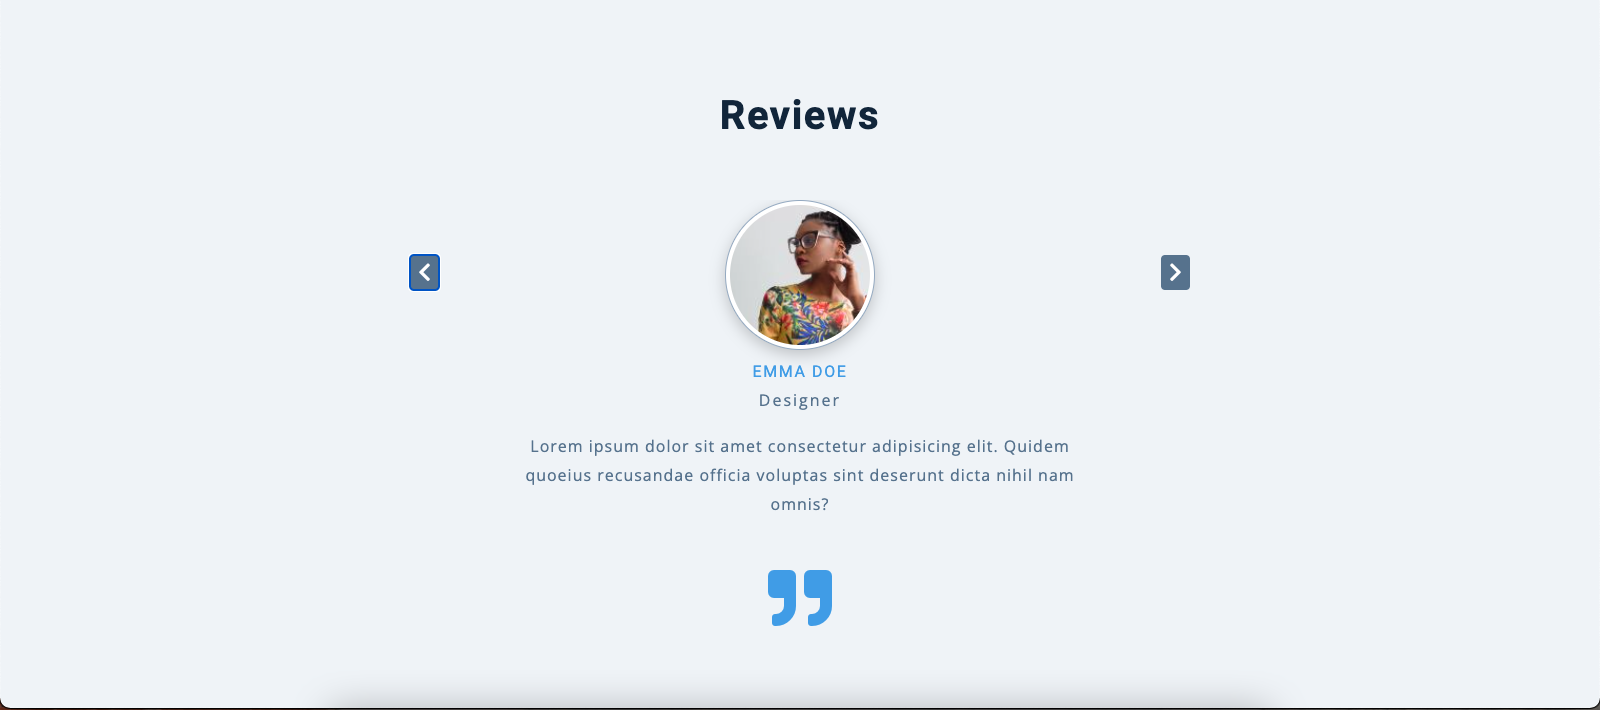 Reviews
EMMA DOE
Designer
Lorem ipsum dolor sit amet consectetur adipisicing elit. Quidem
quoeius recusandae officia voluptas sint deserunt dicta nihil nam
omnis?